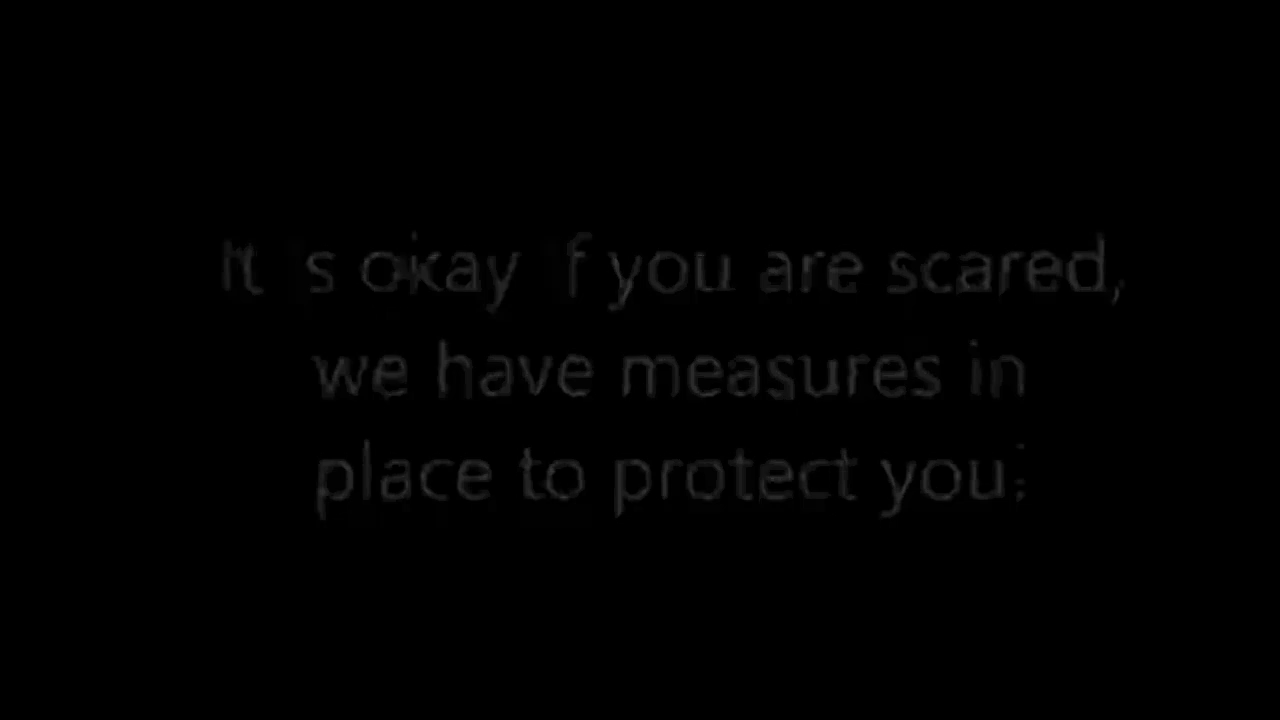 It is okay if you are scared,
we have measures in
place to protect you: